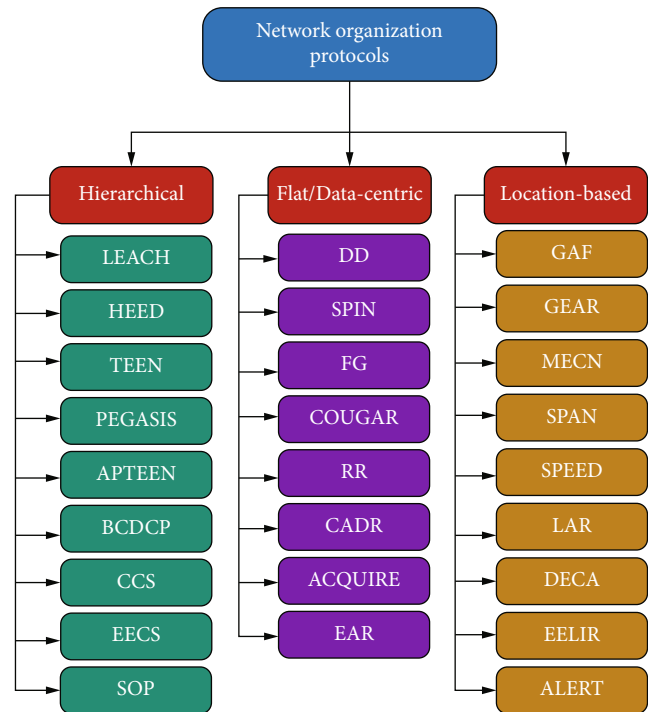 Network organization
protocols
Hierarchical
LEACH
HEED
TEEN
PEGASIS
APTEEN
BCDCP
CCS
EECS
SOP
Flat/Data-centric
DD
SPIN
FG
COUGAR
RR
CADR
ACQUIRE
EAR
Location-based
GAF
GEAR
MECN
SPAN
SPEED
LAR
DECA
EELIR
ALERT